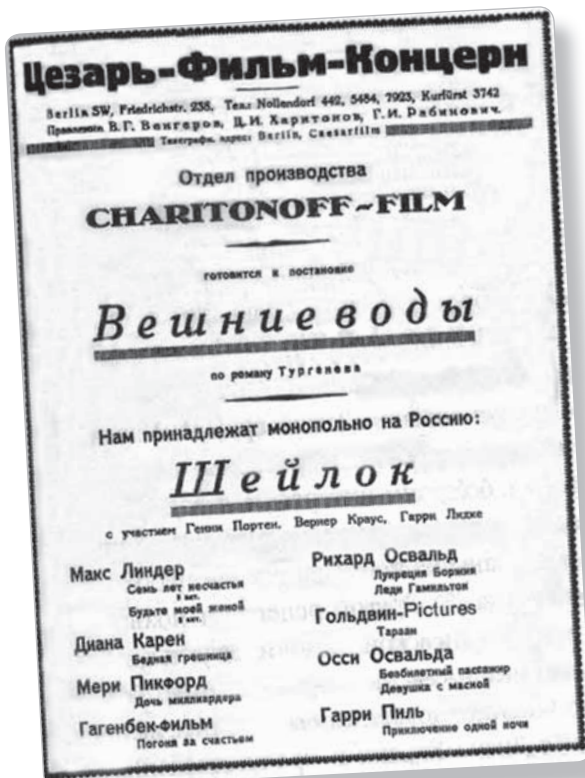 Цезарь-Фильм-Концерн
Berlin SW, Friedrichstr. 238, Тел: Nollendorf 442, 5484, 7923, Kurfürst 3742
Правление: В.Г. Венгеров, Д.И. Харитонов, Г.И. Рабинович.
Телеграфн. адрес: Berlin, Caesarfilm
Отдел производства
CHARITONOFF-FILM
готовится к постановке
Вешние воды
по роману Тургенева
Нам принадлежат монопольно на Россию:
Шейлок
с участием Генни Портен, Вернер Краус, Гарри Лидке
Макс Линдер
Семь лет несчастья
Будьте моей женой
Диана Карен
Бедная грешница
Мери Пикфорд
Дочь миллиардера
Гагенбек-фильм
Погоня за счастьем
Рихард Освальд
Лукреция Борджиа
Леди Гамильтон
Гольдвин-Pictures
Тарзан
Осси Освальда
Безбилетный пассажир
Девушка с маской
Гарри Пиль
Приключение одной ночи